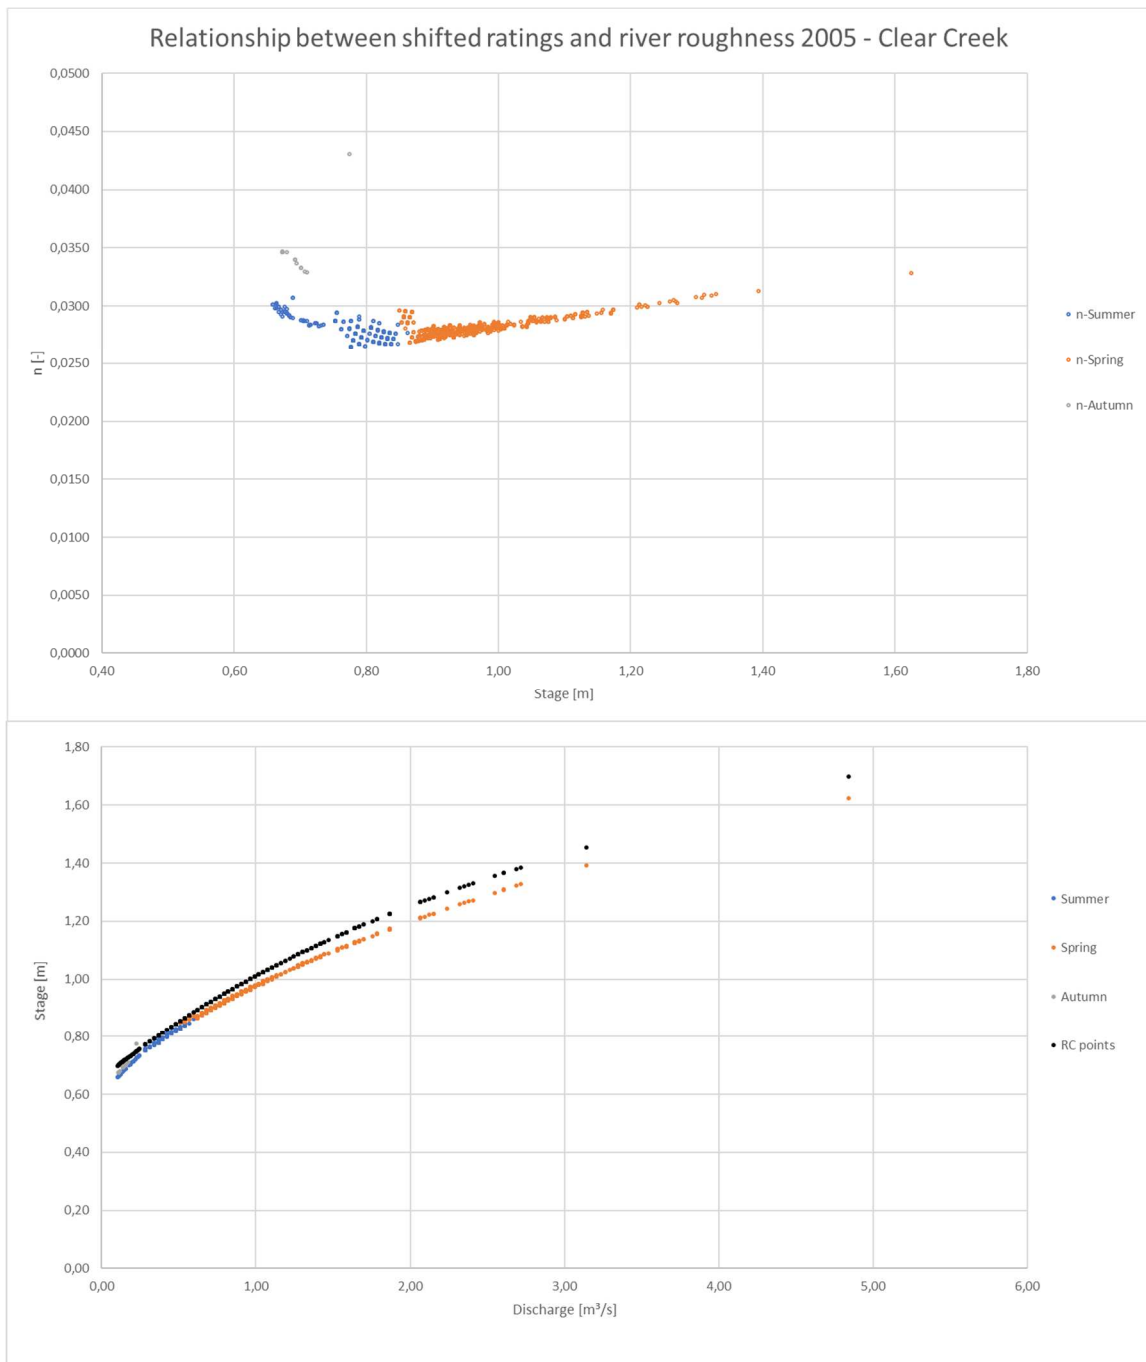 Relationship between shifted ratings and river roughness 2005 - Clear Creek
0,0500
0,0450
0,0400
0,0350
0,0300
0,0250
0,0200
0,0150
0,0100
0,0050
0,0000
n [-]
0,40 0,60 0,80 1,00 1,20 1,40 1,60 1,80
Stage [m]
n-Summer
n-Spring
n-Autumn
1,80
1,60
1,40
1,20
1,00
0,80
0,60
0,40
0,20
0,00
Stage [m]
0,00 1,00 2,00 3,00 4,00 5,00 6,00
Discharge [m³/s]
Summer
Spring
Autumn
RC points